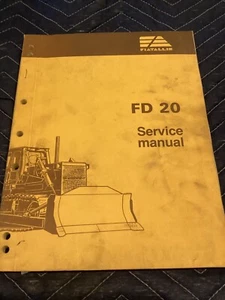 FIATALLIS
FD 20
Service
manual